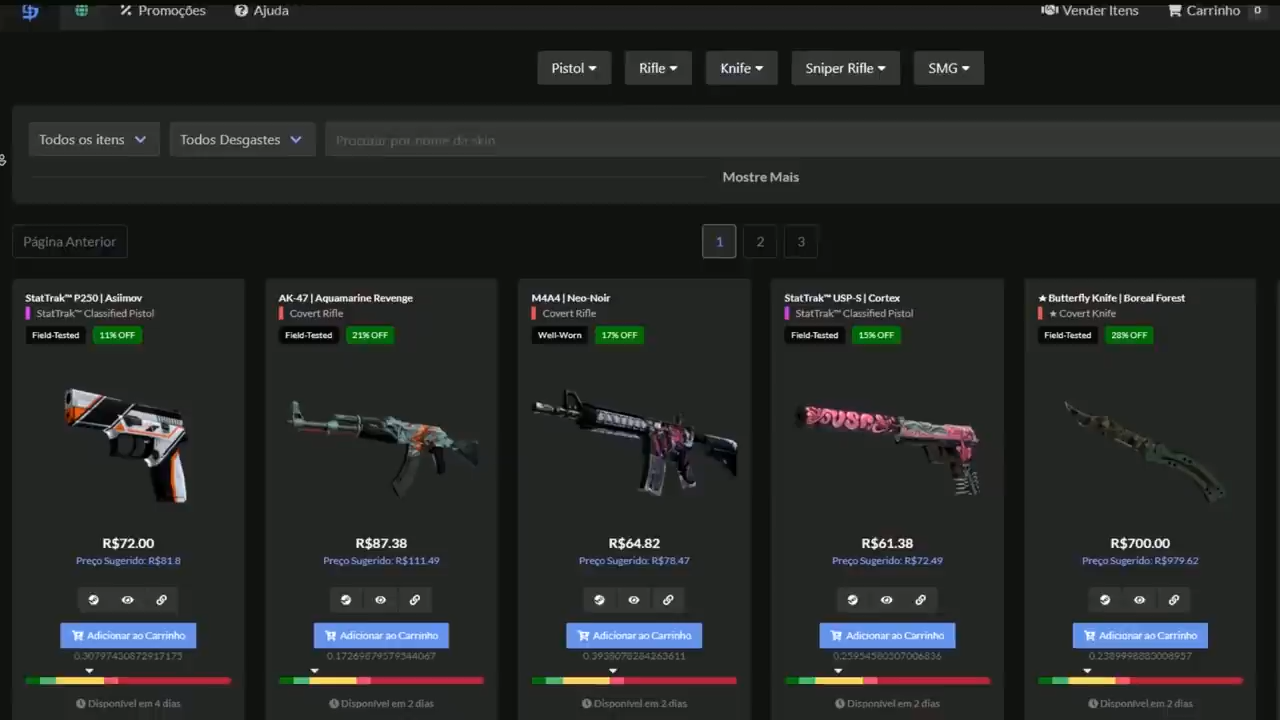 Promoções
Ajuda
Vender Itens
Carrinho
0
Pistol
Rifle
Knife
Sniper Rifle
SMG
Todos os itens
Todos Desgastes
Procurar por nome da skin
Mostre Mais
Página Anterior
1
2
3
StatTrak™ P250 | Asiimov
StatTrak™ Classified Pistol
Field-Tested
11% OFF
R$72.00
Preço Sugerido: R$81.8
Adicionar ao Carrinho
Disponível em 4 dias
AK-47 | Aquamarine Revenge
Covert Rifle
Field-Tested
21% OFF
R$87.38
Preço Sugerido: R$111.49
Adicionar ao Carrinho
Disponível em 2 dias
M4A4 | Neo-Noir
Covert Rifle
Well-Worn
17% OFF
R$64.82
Preço Sugerido: R$78.47
Adicionar ao Carrinho
Disponível em 2 dias
StatTrak™ USP-S | Cortex
StatTrak™ Classified Pistol
Field-Tested
15% OFF
R$61.38
Preço Sugerido: R$72.49
Adicionar ao Carrinho
Disponível em 2 dias
★ Butterfly Knife | Boreal Forest
★ Covert Knife
Field-Tested
28% OFF
R$700.00
Preço Sugerido: R$979.62
Adicionar ao Carrinho
Disponível em 2 dias